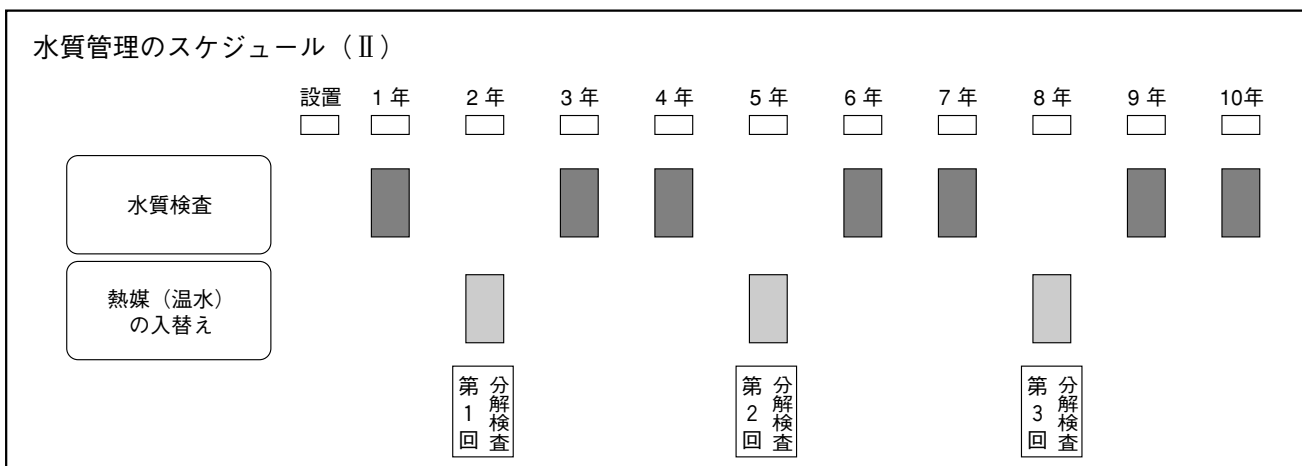 水質管理のスケジュール(Ⅱ)
設置 1年 2年 3年 4年 5年 6年 7年 8年 9年 10年
水質検査
熱媒(温水)
の入替え
第1回
分解検査
第2回
分解検査
第3回
分解検査